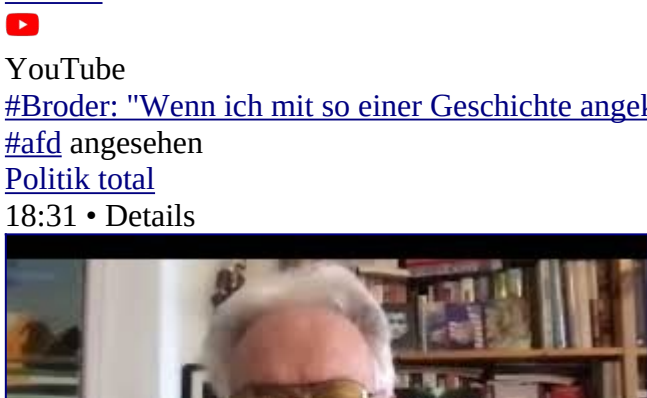 YouTube
#Broder: "Wenn ich mit so einer Geschichte
#afd angesehen
Politik total
18:31 • Details